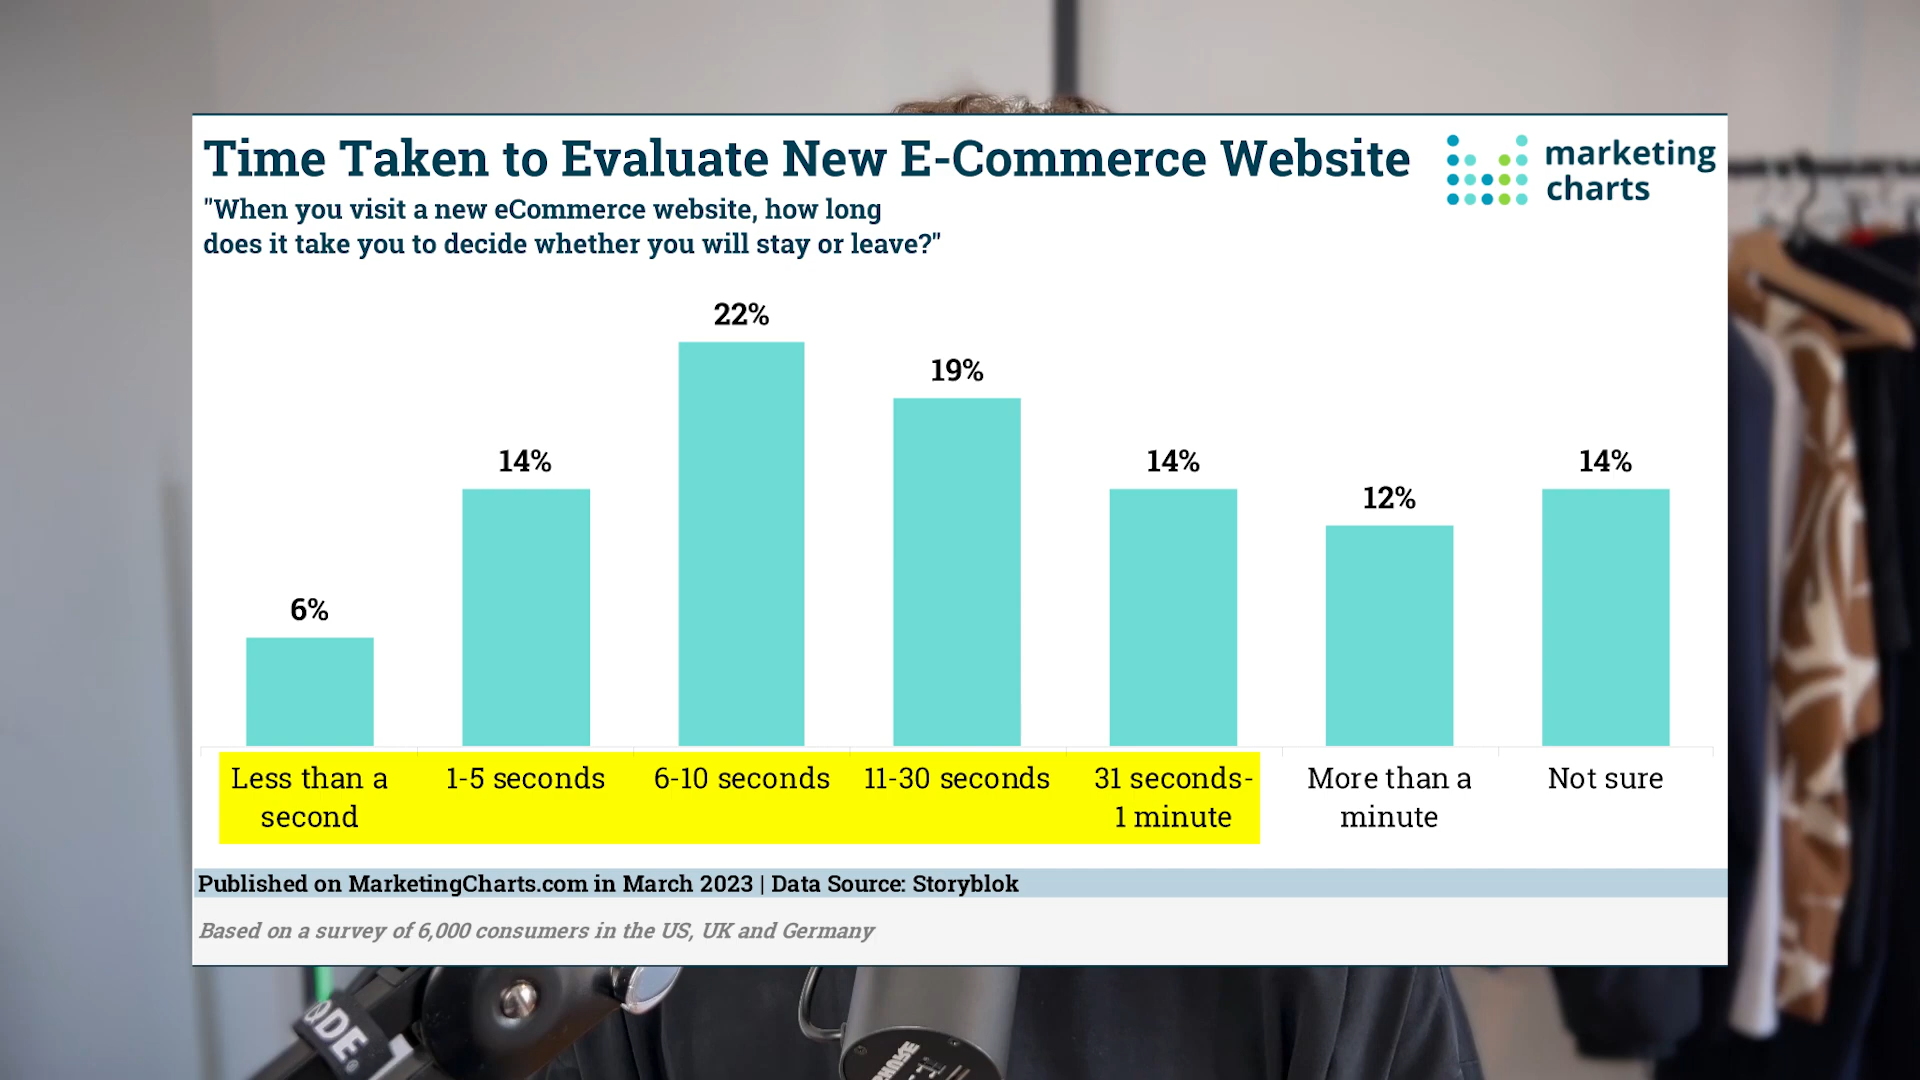 Time Taken to Evaluate New E-Commerce Website
marketing
charts
"When you visit a new eCommerce website, how long
does it take you to decide whether you will stay or leave?"
22%
19%
14%
14%
14%
12%
6%
Less than a
second
1-5 seconds
6-10 seconds
11-30 seconds
31 seconds-
1 minute
More than a
minute
Not sure
Published on MarketingCharts.com in March 2023 | Data Source: Storyblok
Based on a survey of 6,000 consumers in the US, UK and Germany